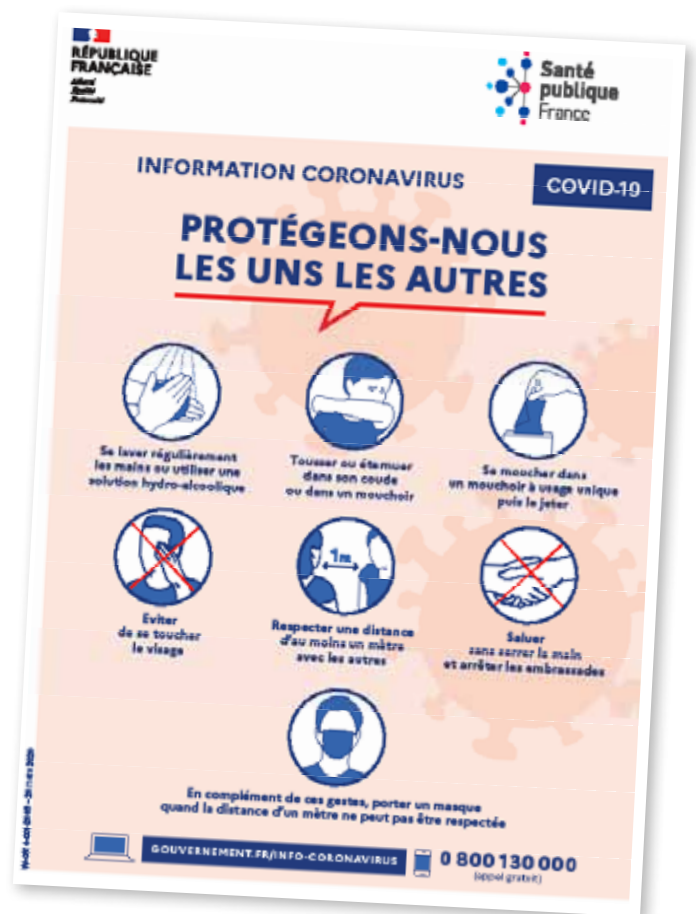 RÉPUBLIQUE
FRANÇAISE
Liberté
Égalité
Fraternité
Santé
publique
France
INFORMATION CORONAVIRUS
COVID-19
PROTÉGEONS-NOUS
LES UNS LES AUTRES
Se laver régulièrement
les mains ou utiliser une
solution hydro-alcoolique
Tousser ou éternuer
dans son coude
ou dans un mouchoir
Se moucher dans
un mouchoir à usage unique
puis le jeter
Eviter
de se toucher
le visage
1m
Respecter une distance
d'au moins un mètre
avec les autres
Saluer
sans serrer la main
et arrêter les embrassades
En complément de ces gestes, porter un masque
quand la distance d'un mètre ne peut pas être respectée
GOUVERNEMENT.FR/INFO-CORONAVIRUS
0 800 130 000
(appel gratuit)